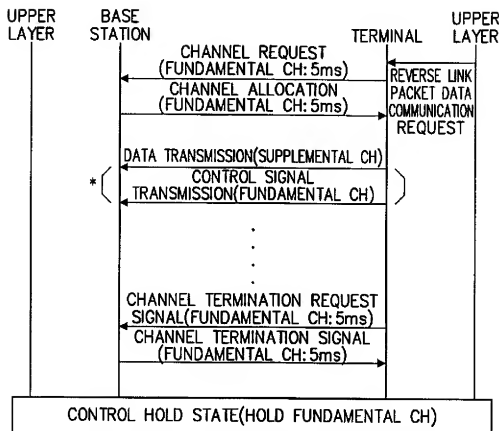 UPPER LAYER
BASE STATION
TERMINAL
UPPER LAYER
CHANNEL REQUEST
(FUNDAMENTAL CH:5ms)
REVERSE LINK
PACKET DATA
COMMUNICATION
REQUEST
CHANNEL ALLOCATION
(FUNDAMENTAL CH:5ms)
DATA TRANSMISSION(SUPPLEMENTAL CH)
*
CONTROL SIGNAL
TRANSMISSION(FUNDAMENTAL CH)
CHANNEL TERMINATION REQUEST
SIGNAL(FUNDAMENTAL CH:5ms)
CHANNEL TERMINATION SIGNAL
(FUNDAMENTAL CH:5ms)
CONTROL HOLD STATE(HOLD FUNDAMENTAL CH)